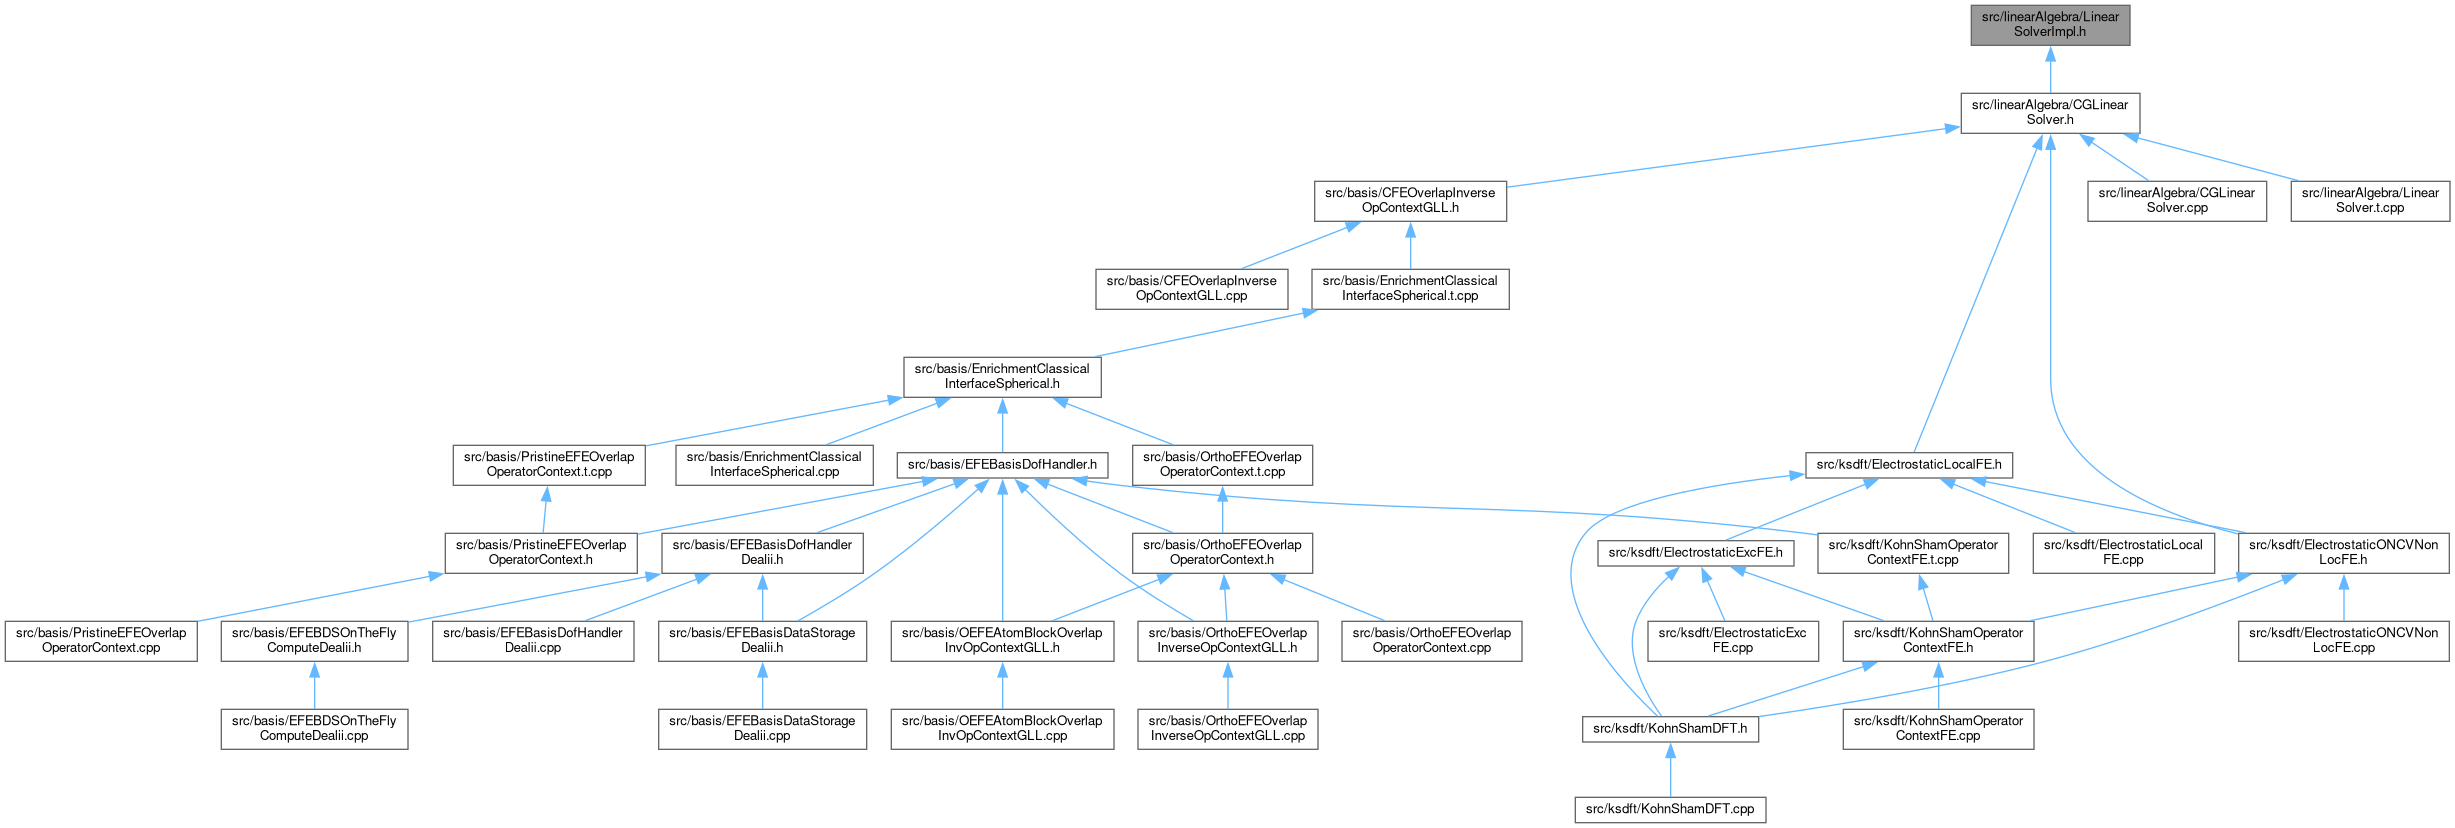 src/linearAlgebra/Linear
SolverImpl.h
src/linearAlgebra/CGLinear
Solver.h
src/basis/CFEOverlapInverse
OpContextGLL.h
src/linearAlgebra/CGLinear
Solver.cpp
src/linearAlgebra/Linear
Solver.t.cpp
src/basis/CFEOverlapInverse
OpContextGLL.cpp
src/basis/EnrichmentClassical
InterfaceSpherical.t.cpp
src/basis/EnrichmentClassical
InterfaceSpherical.h
src/basis/PristineEFEOverlap
OperatorContext.t.cpp
src/basis/EnrichmentClassical
InterfaceSpherical.cpp
src/basis/EFEBasisDofHandler.h
src/basis/OrthoEFEOverlap
OperatorContext.t.cpp
src/ksdft/ElectrostaticLocalFE.h
src/basis/PristineEFEOverlap
OperatorContext.h
src/basis/EFEBasisDofHandler
Dealii.h
src/basis/OrthoEFEOverlap
OperatorContext.h
src/ksdft/ElectrostaticExcFE.h
src/ksdft/KohnShamOperator
ContextFE.t.cpp
src/ksdft/ElectrostaticLocal
FE.cpp
src/ksdft/ElectrostaticONCVNon
LocFE.h
src/basis/PristineEFEOverlap
OperatorContext.cpp
src/basis/EFEBDSOnTheFly
ComputeDealii.h
src/basis/EFEBasisDofHandler
Dealii.cpp
src/basis/EFEBasisDataStorage
Dealii.h
src/basis/OEFEAtomBlockOverlap
InvOpContextGLL.h
src/basis/OrthoEFEOverlap
InverseOpContextGLL.h
src/basis/OrthoEFEOverlap
OperatorContext.cpp
src/ksdft/ElectrostaticExc
FE.cpp
src/ksdft/KohnShamOperator
ContextFE.h
src/ksdft/ElectrostaticONCVNon
LocFE.cpp
src/basis/EFEBDSOnTheFly
ComputeDealii.cpp
src/basis/EFEBasisDataStorage
Dealii.cpp
src/basis/OEFEAtomBlockOverlap
InvOpContextGLL.cpp
src/basis/OrthoEFEOverlap
InverseOpContextGLL.cpp
src/ksdft/KohnShamDFT.h
src/ksdft/KohnShamOperator
ContextFE.cpp
src/ksdft/KohnShamDFT.cpp